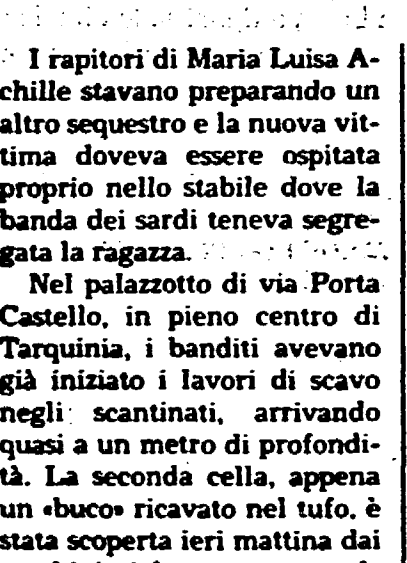 I rapitori di Maria Luisa A-
chille stavano preparando un
altro sequestro e la nuova vit-
tima doveva essere ospitata
proprio nello stabile dove la
banda dei sardi teneva segre-
gata la ragazza.
Nel palazzotto di via Porta
Castello, in pieno centro di
Tarquinia, i banditi avevano
già iniziato i lavori di scavo
negli scantinati, arrivando
quasi a un metro di profondi-
tà. La seconda cella, appena
un «buco» ricavato nel tufo, è
stata scoperta ieri mattina dai